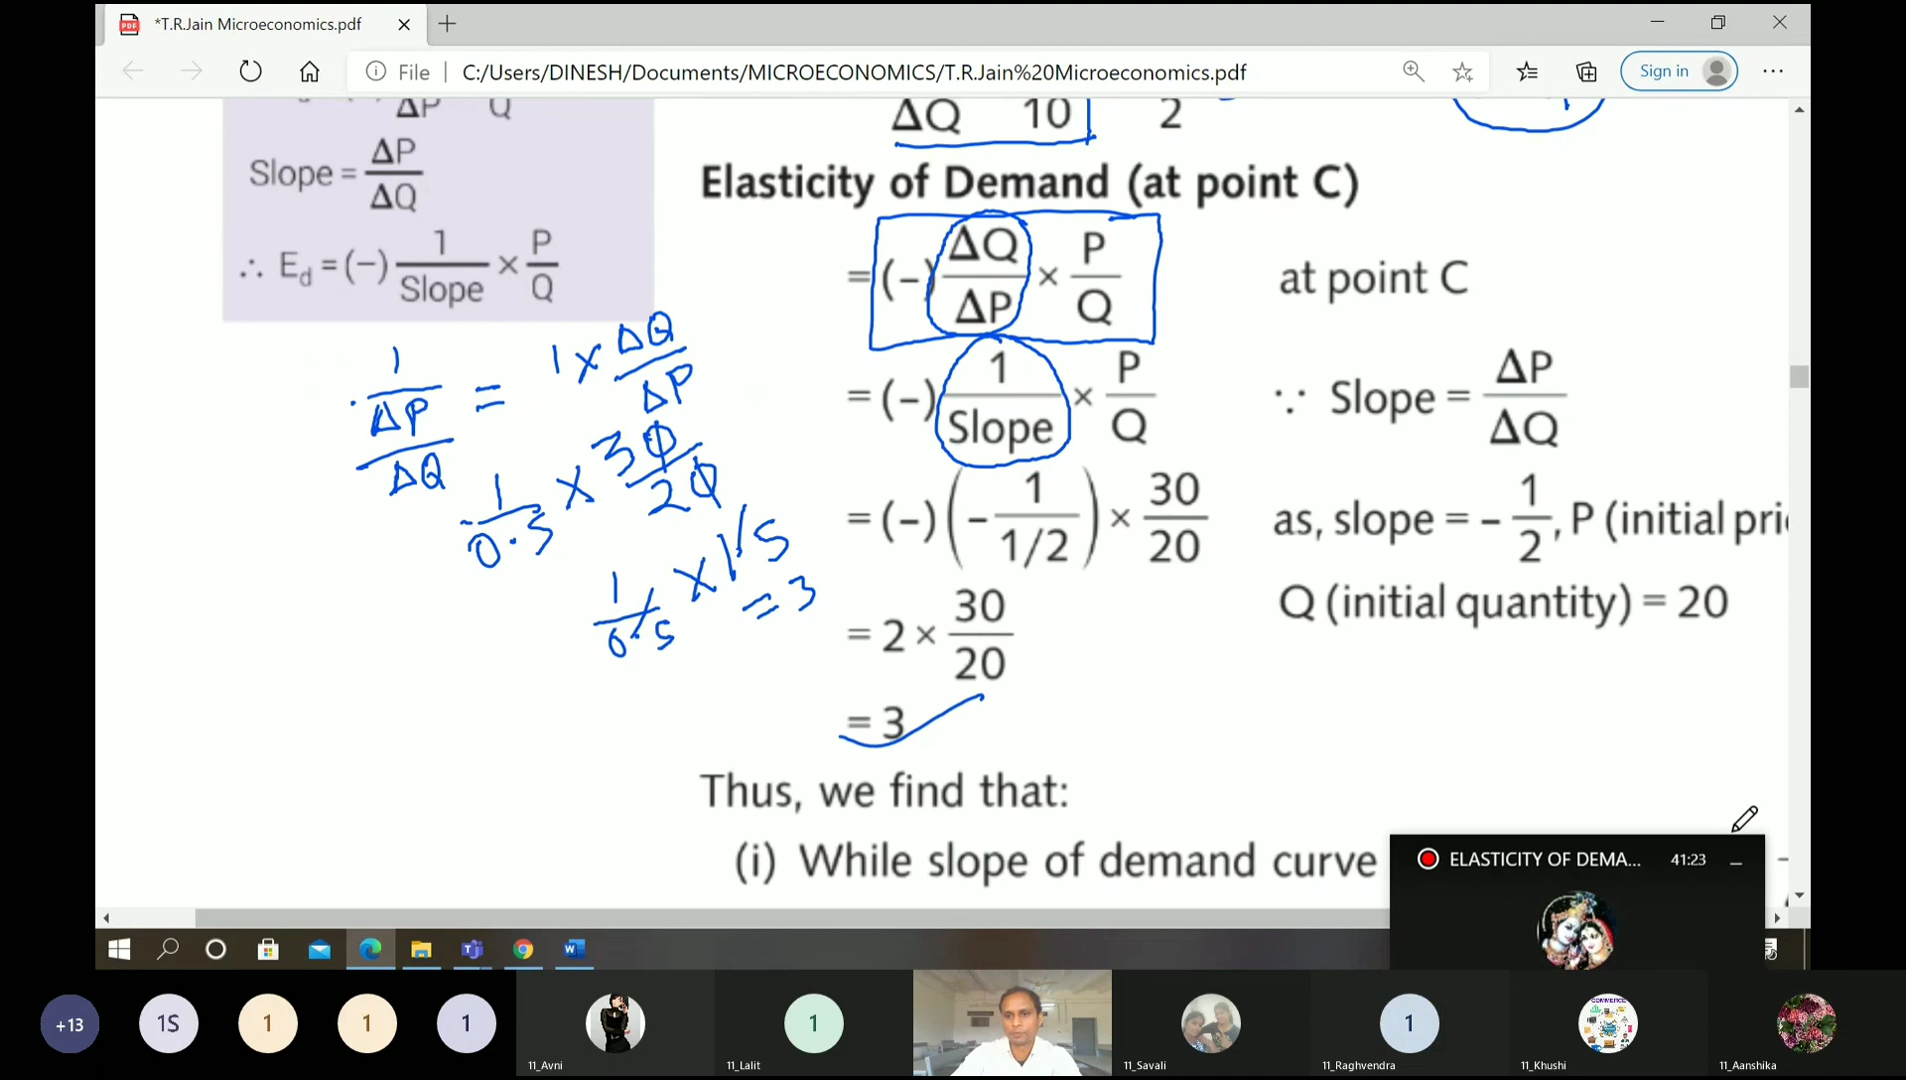 *T.R.Jain Microeconomics.pdf
File | C:/Users/DINESH/Documents/MICROECONOMICS/T.R.Jain%20Microeconomics.pdf
Sign in
ΔP Q
Slope = ΔP/ΔQ
∴ Ed = (−) 1/Slope × P/Q
1/(ΔP/ΔQ) = 1 × ΔQ/ΔP
1/0.5 × 30/20
1/0.5 × 1.5
= 3
ΔQ 10 2
Elasticity of Demand (at point C)
= (−) ΔQ/ΔP × P/Q at point C
= (−) 1/Slope × P/Q ∵ Slope = ΔP/ΔQ
= (−) (− 1/1/2) × 30/20 as, slope = − 1/2, P (initial
Q (initial quantity) = 20
= 2 × 30/20
= 3
Thus, we find that:
(i) While slope of demand curve
ELASTICITY OF DEMA... 41:23
+13
1S
1
1
1
11_Avni
1
11_Lalit
11_Savali
1
11_Raghvendra
COMMERCE
11_Khushi
11_Aanshika